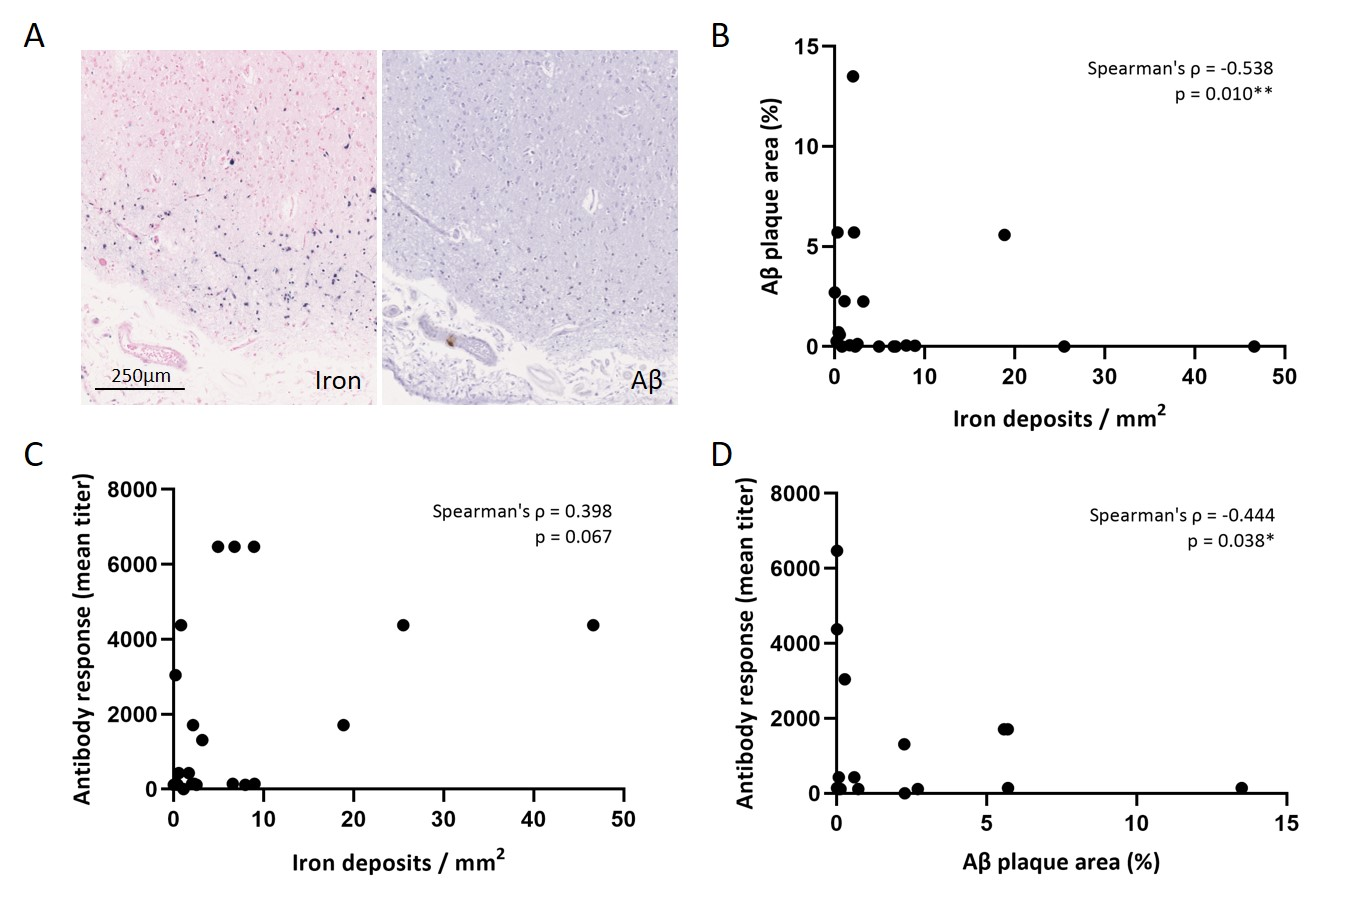 A
250µm
Iron
Aβ
B
Spearman's ρ = -0.538
p = 0.010**
Aβ plaque area (%)
15
10
5
0
0 10 20 30 40 50
Iron deposits / mm²
C
Spearman's ρ = 0.398
p = 0.067
Antibody response (mean titer)
8000
6000
4000
2000
0
0 10 20 30 40 50
Iron deposits / mm²
D
Spearman's ρ = -0.444
p = 0.038*
Antibody response (mean titer)
8000
6000
4000
2000
0
0 5 10 15
Aβ plaque area (%)